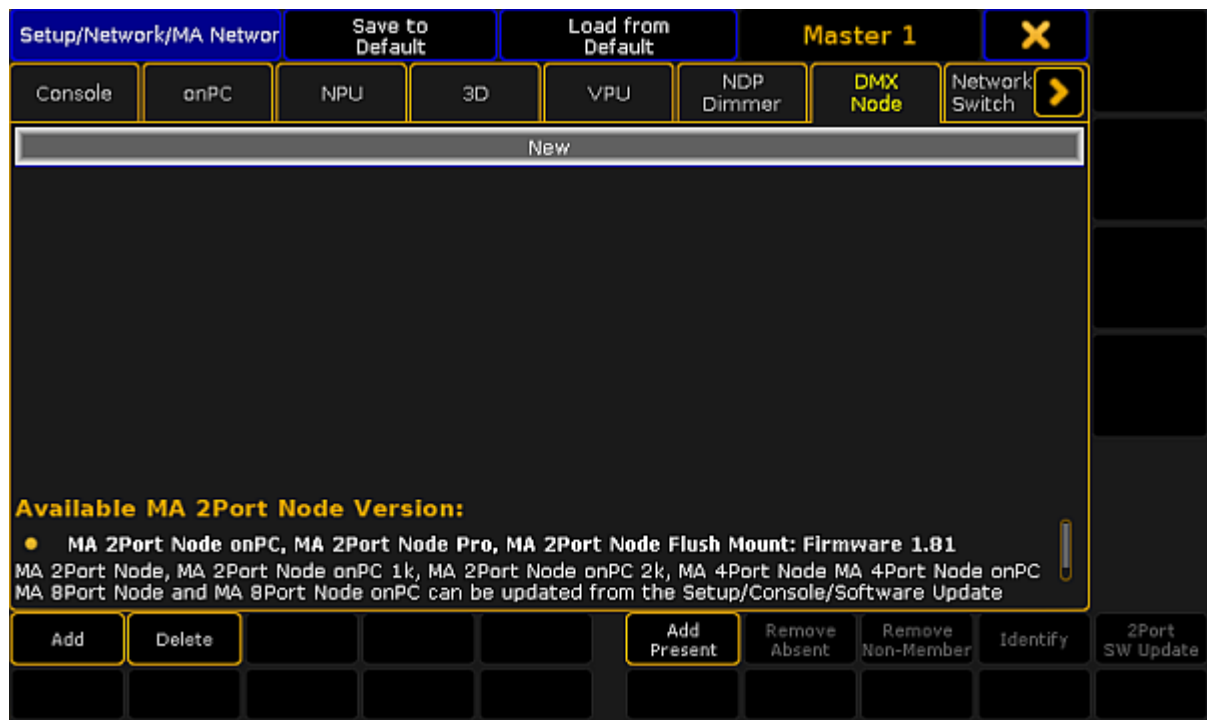 Setup/Network/MA Networ
Save to
Default
Load from
Default
Master 1
Console
onPC
NPU
3D
VPU
NDP
Dimmer
DMX
Node
Network
Switch
New
Available MA 2Port Node Version:
MA 2Port Node onPC, MA 2Port Node Pro, MA 2Port Node Flush Mount: Firmware 1.81
MA 2Port Node, MA 2Port Node onPC 1k, MA 2Port Node onPC 2k, MA 4Port Node MA 4Port Node onPC
MA 8Port Node and MA 8Port Node onPC can be updated from the Setup/Console/Software Update
Add
Delete
Add
Present
Remove
Absent
Remove
Non-Member
Identify
2Port
SW Update